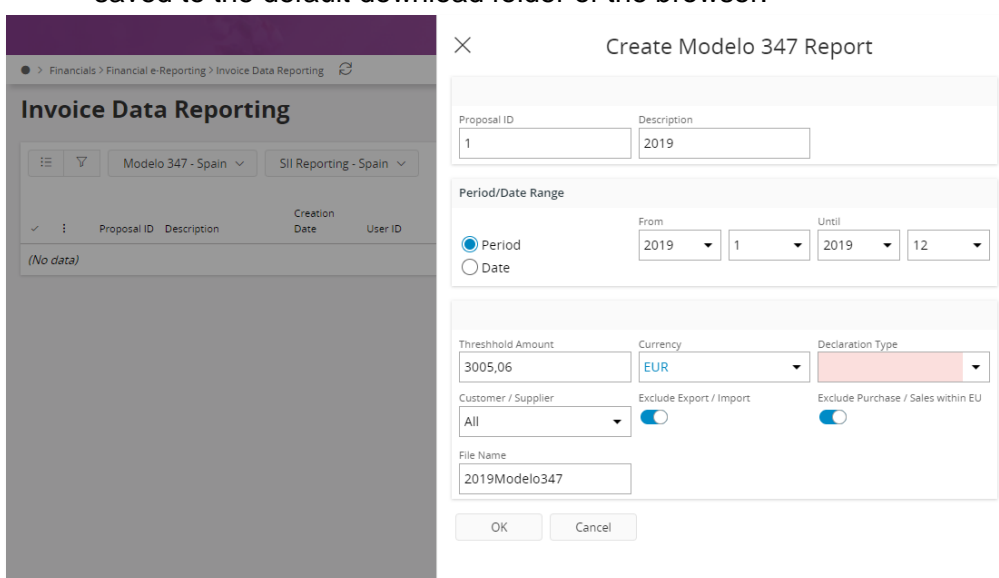 saved to the default download folder of the browser.
Create Modelo 347 Report
> Financials > Financial e-Reporting > Invoice Data Reporting
Invoice Data Reporting
Modelo 347 - Spain
SII Reporting - Spain
Proposal ID
Description
Creation
Date
User ID
(No data)
Proposal ID
Description
1
2019
Period/Date Range
From
Until
Period
2019
1
2019
12
Date
Threshhold Amount
Currency
Declaration Type
3005,06
EUR
Customer / Supplier
Exclude Export / Import
Exclude Purchase / Sales within EU
All
File Name
2019Modelo347
OK
Cancel